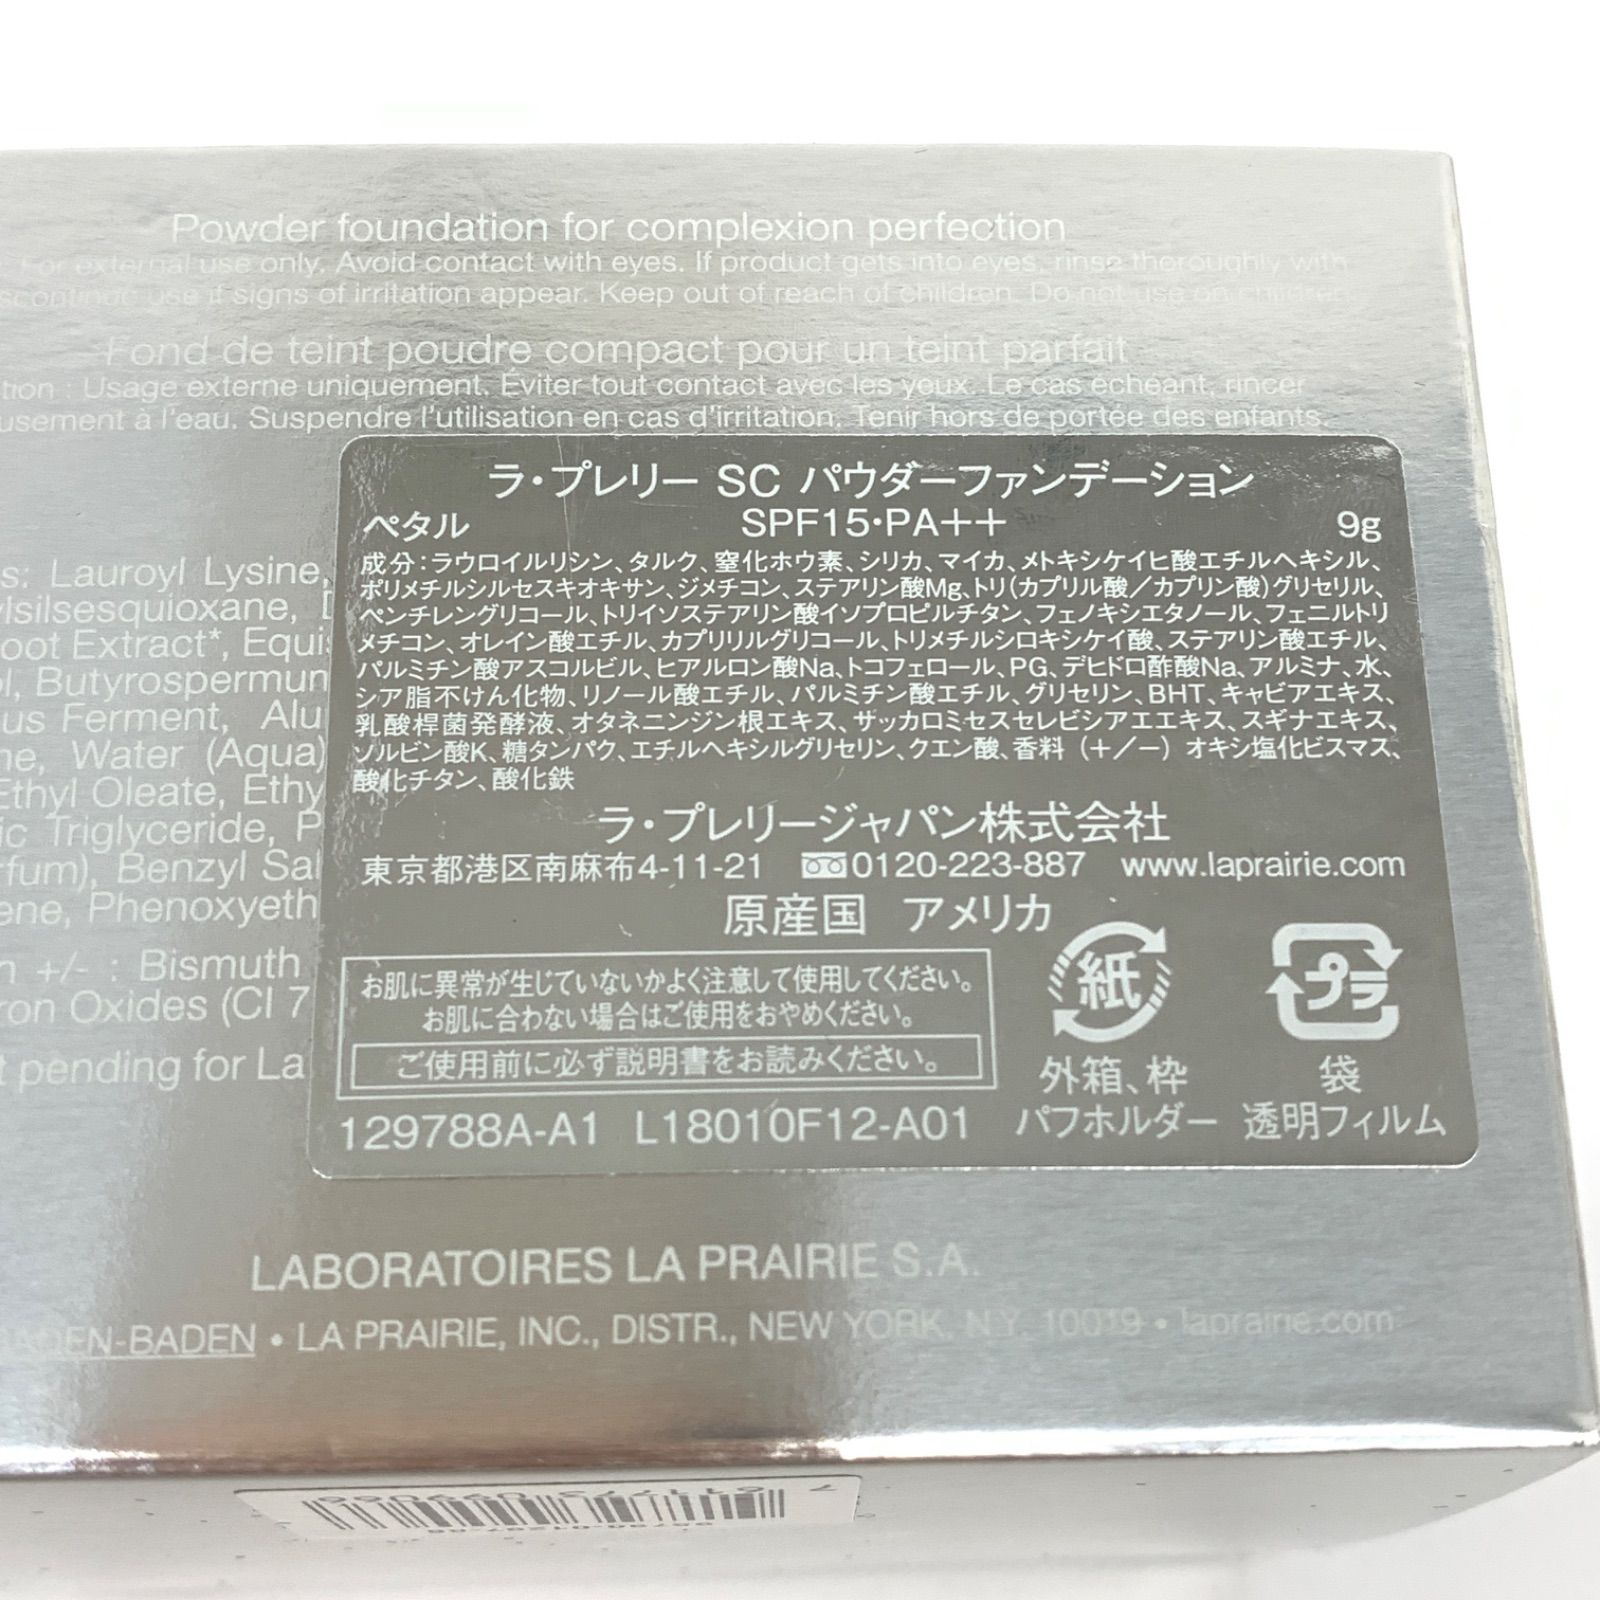 Powder foundation for complexion perfection
For external use only. Avoid contact with eyes. If product gets into eyes, rinse thoroughly with
use if signs of irritation appear. Keep out of reach of children. Do not use on
Fond de teint poudre compact pour un teint parfait
: Usage externe uniquement. Éviter tout contact avec les yeux. Le cas écheant, rincer
à l'eau. Suspendre l'utilisation en cas d'irritation. Tenir hors de portée des enfants.
ラ・プレリー SC パウダーファンデーション
ペタル SPF15・PA++ 9g
成分:ラウロイルリシン、タルク、窒化ホウ素、シリカ、マイカ、メトキシケイヒ酸エチルヘキシル、
ポリメチルシルセスキオキサン、ジメチコン、ステアリン酸Mg、トリ(カプリル酸/カプリン酸)グリセリル、
ペンチレングリコール、トリイソステアリン酸イソプロピルチタン、フェノキシエタノール、フェニルトリ
メチコン、オレイン酸エチル、カプリリルグリコール、トリメチルシロキシケイ酸、ステアリン酸エチル、
パルミチン酸アスコルビル、ヒアルロン酸Na、トコフェロール、PG、デヒドロ酢酸Na、アルミナ、水、
シア脂不けん化物、リノール酸エチル、パルミチン酸エチル、グリセリン、BHT、キャビアエキス、
乳酸桿菌発酵液、オタネニンジン根エキス、サッカロミセスセレビシアエエキス、スギナエキス、
ソルビン酸K、糖タンパク、エチルヘキシルグリセリン、クエン酸、香料 (+/-) オキシ塩化ビスマス、
酸化チタン、酸化鉄
ラ・プレリージャパン株式会社
東京都港区南麻布4-11-21 0120-223-887 www.laprairie.com
原産国 アメリカ
お肌に異常が生じていないかよく注意して使用してください。
お肌に合わない場合はご使用をおやめください。
ご使用前に必ず説明書をお読みください。
紙
外箱、枠
パフホルダー
プラ
袋
透明フィルム
129788A-A1 L18010F12-A01
Lauroyl Lysine,
Extract*, 
Water (Aqua)
Ethyl Oleate,
Triglyceride,
Benzyl
+/- : Bismuth
Oxides (CI 7
pending for La
LABORATOIRES LA PRAIRIE S.A.
BADEN-BADEN • LA PRAIRIE, INC., DISTR., NEW YORK, N.Y. 10019 • laprairie.com